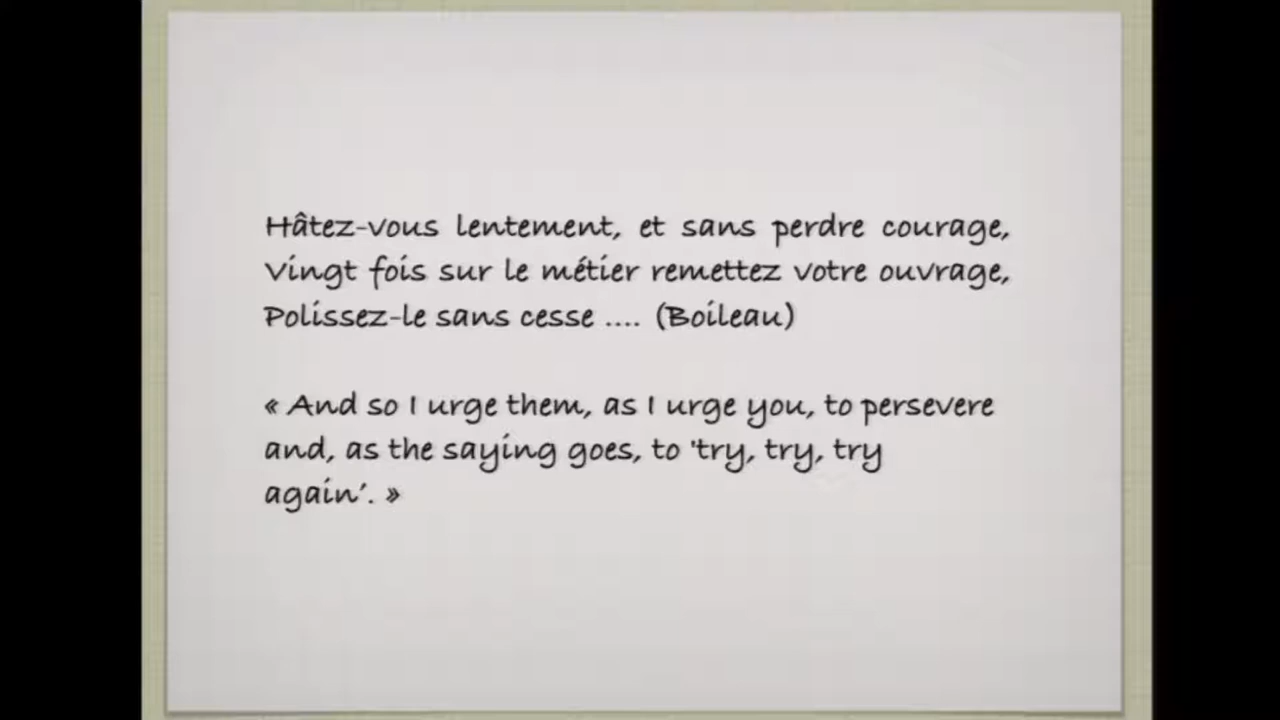 Hâtez-vous lentement, et sans perdre courage,
Vingt fois sur le métier remettez votre ouvrage,
Polissez-le sans cesse .... (Boileau)
« And so I urge them, as I urge you, to persevere
and, as the saying goes, to 'try, try, try
again'. »